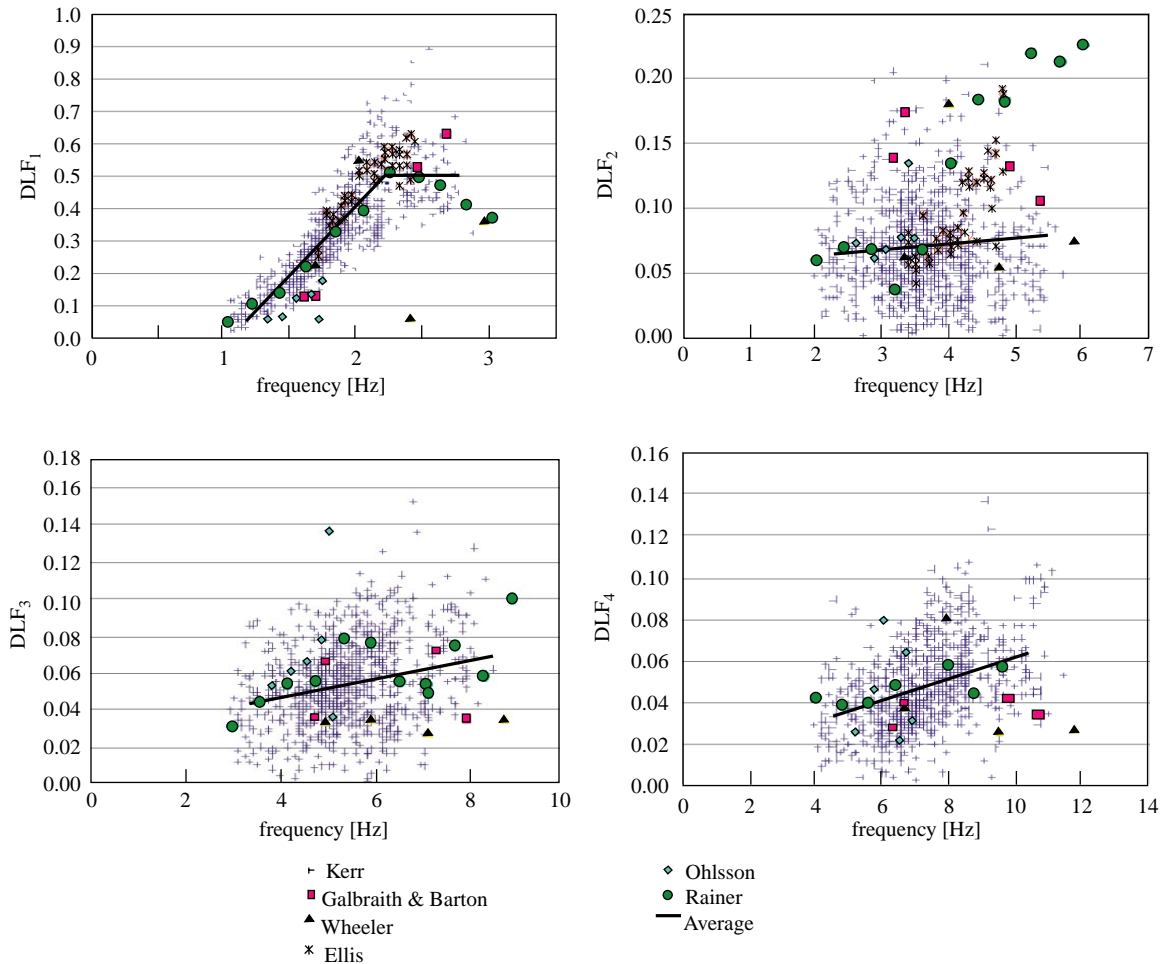 1.0
0.9
0.8
0.7
0.6
0.5
0.4
0.3
0.2
0.1
0.0
DLF1
0 1 2 3
frequency [Hz]
0.25
0.20
0.15
0.10
0.05
0.00
DLF2
0 1 2 3 4 5 6 7
frequency [Hz]
0.18
0.16
0.14
0.12
0.10
0.08
0.06
0.04
0.02
0.00
DLF3
0 2 4 6 8 10
frequency [Hz]
0.16
0.14
0.12
0.10
0.08
0.06
0.04
0.02
0.00
DLF4
0 2 4 6 8 10 12 14
frequency [Hz]
Kerr
Galbraith & Barton
Wheeler
Ellis
Ohlsson
Rainer
Average